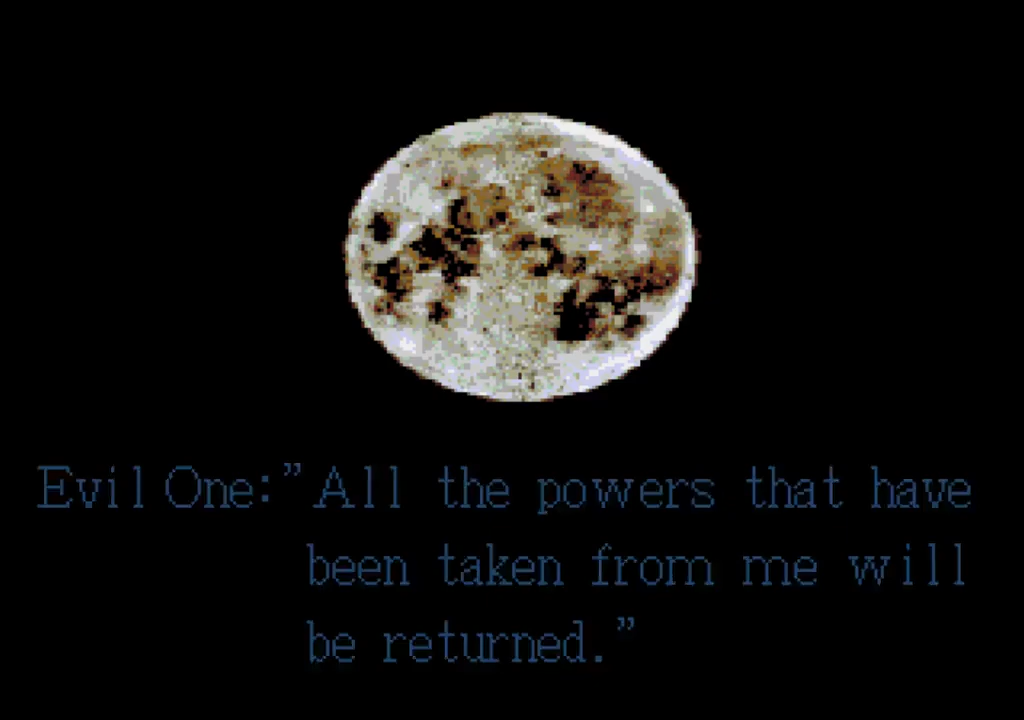 Evil One:”All the powers that have
been taken from me will
be returned.”